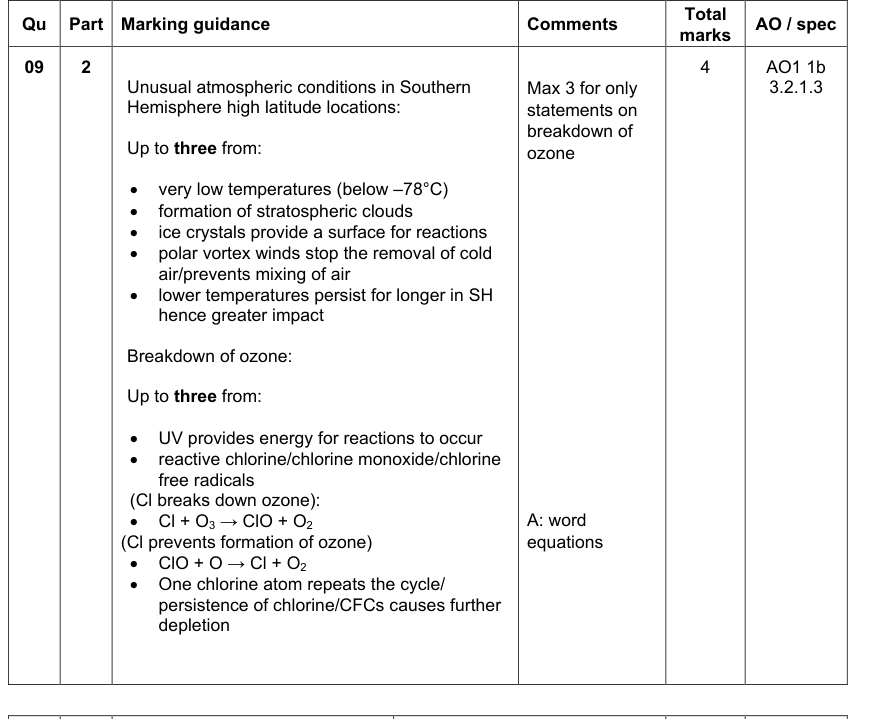 Qu Part Marking guidance Comments Total marks AO / spec
09 2 4 AO1 1b
3.2.1.3
Unusual atmospheric conditions in Southern
Hemisphere high latitude locations:
Max 3 for only
statements on
breakdown of
ozone
Up to three from:
• very low temperatures (below –78°C)
• formation of stratospheric clouds
• ice crystals provide a surface for reactions
• polar vortex winds stop the removal of cold
air/prevents mixing of air
• lower temperatures persist for longer in SH
hence greater impact
Breakdown of ozone:
Up to three from:
• UV provides energy for reactions to occur
• reactive chlorine/chlorine monoxide/chlorine
free radicals
(Cl breaks down ozone):
• Cl + O₃ → ClO + O₂
(Cl prevents formation of ozone)
• ClO + O → Cl + O₂
• One chlorine atom repeats the cycle/
persistence of chlorine/CFCs causes further
depletion
A: word
equations